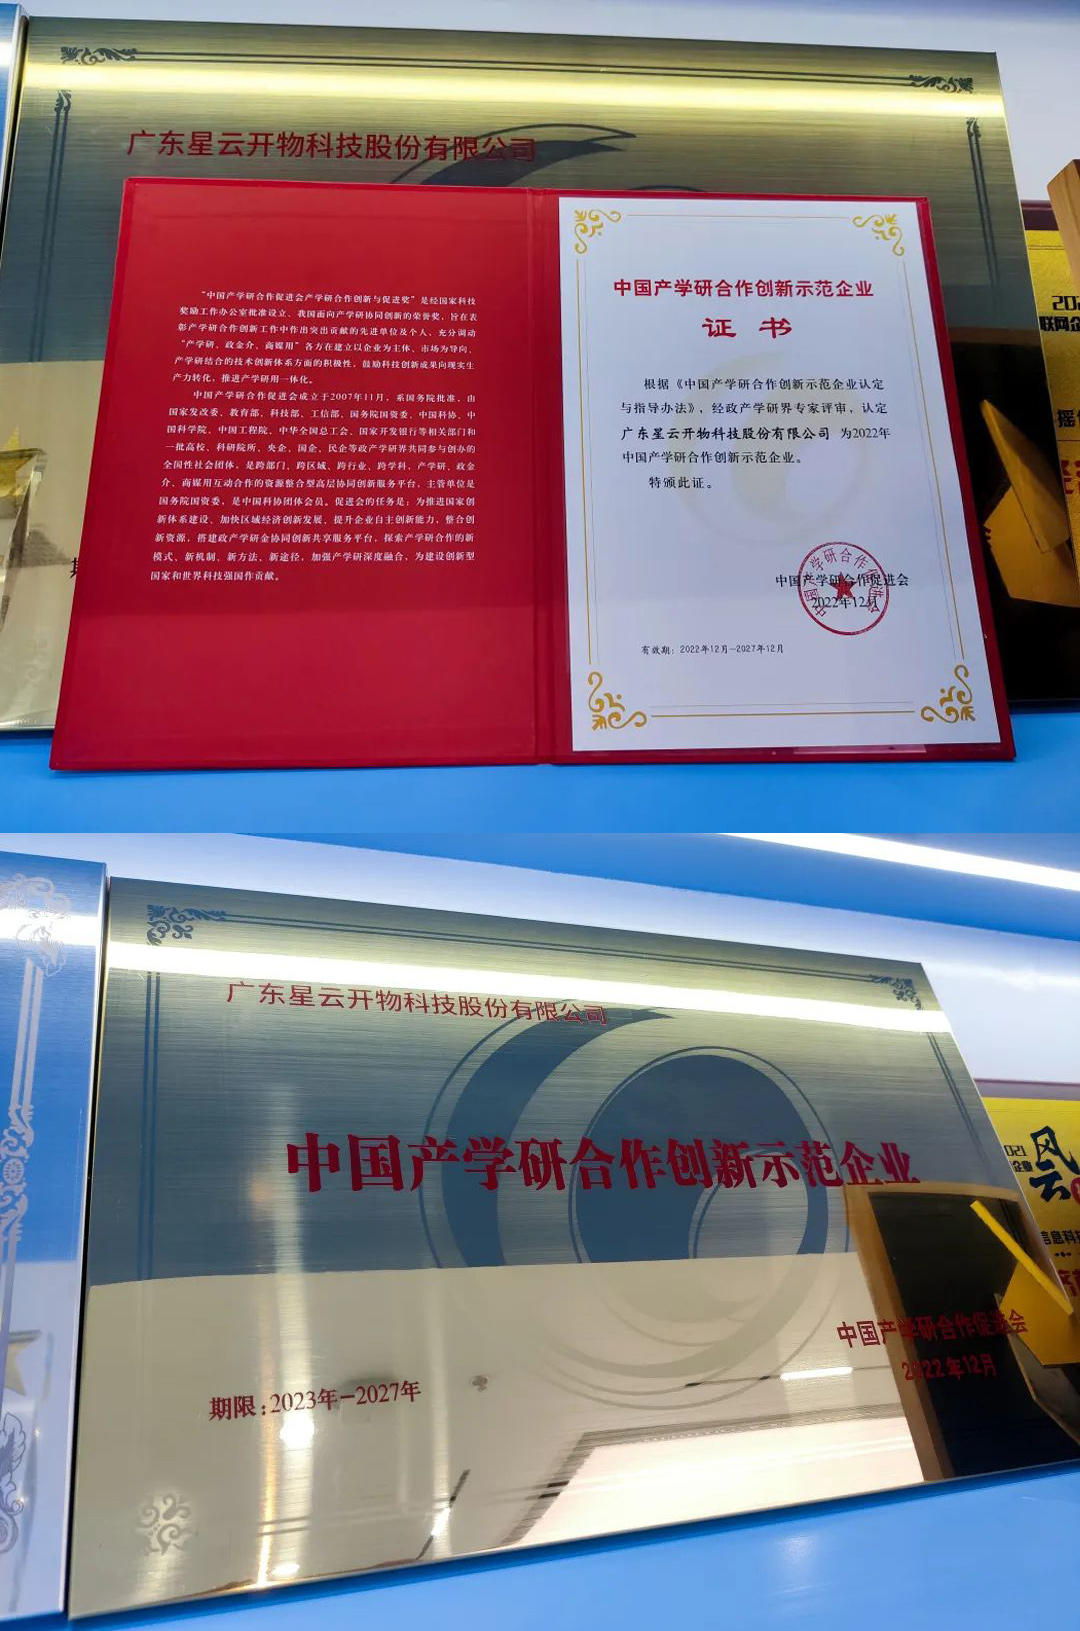 广东星云开物科技股份有限公司
“中国产学研合作促进会产学研合作创新与促进奖”是经国家科技
奖励工作办公室批准设立、我国面向产学研协同创新的荣誉奖，旨在表
彰产学研合作创新工作中作出突出贡献的先进单位及个人，充分调动
“产学研、政金介、商媒用”各方在建立以企业为主体、市场为导向、
产学研结合的技术创新体系方面的积极性，鼓励科技创新成果向现实生
产力转化，推进产学研用一体化。
中国产学研合作促进会成立于2007年11月，系国务院批准，由
国家发改委、教育部、科技部、工信部、国务院国资委、中国科协、中
国科学院、中国工程院、中华全国总工会、国家开发银行等相关部门和
一批高校、科研院所、央企、国企、民企等政产学研界共同参与创办的
全国性社会团体，是跨部门、跨区域、跨行业、跨学科，产学研、政金
介、商媒用互动合作的资源整合型高层协同创新服务平台，主管单位是
国务院国资委，是中国科协团体会员。促进会的任务是：为推进国家创
新体系建设、加快区域经济创新发展、提升企业自主创新能力，整合创
新资源，搭建政产学研金协同创新共享服务平台，探索产学研合作的新
模式、新机制、新方法、新途径，加强产学研深度融合，为建设创新型
国家和世界科技强国作贡献。
中国产学研合作创新示范企业
证书
根据《中国产学研合作创新示范企业认定
与指导办法》，经政产学研界专家评审，认定
广东星云开物科技股份有限公司 为2022年
中国产学研合作创新示范企业。
特颁此证。
中国产学研合作促进会
2022年12月
中国产学研合作促进会
有效期：2022年12月—2027年12月
202
联网企
广东星云开物科技股份有限公司
中国产学研合作创新示范企业
中国产学研合作促进会
2022年12月
期限：2023年—2027年
021
企业
风云
信息科技